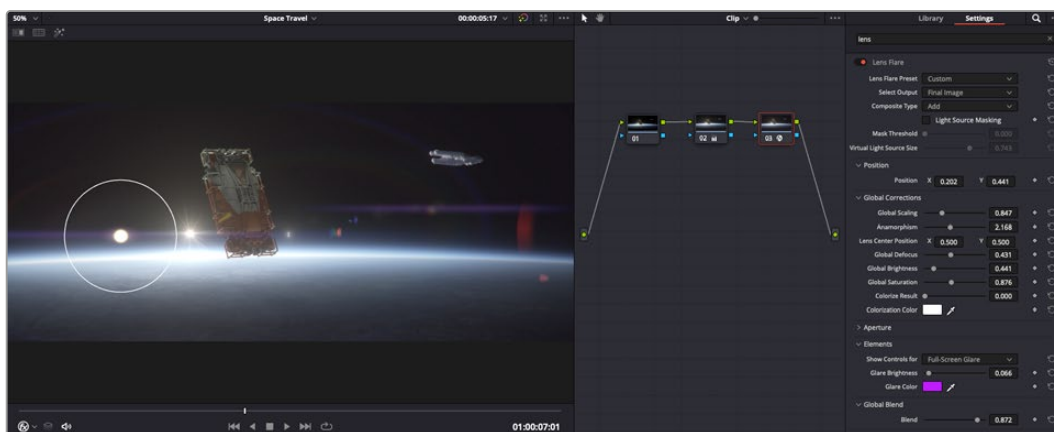 50%
Space Travel
00:00:05:17
Clip
Library
Settings
lens
Lens Flare
Lens Flare Preset
Custom
Select Output
Final Image
Composite Type
Add
Light Source Masking
Mask Threshold
0.000
Virtual Light Source Size
0.743
Position
Position X 0.202 Y 0.441
Global Corrections
Global Scaling 0.847
Anamorphism 2.168
Lens Center Position X 0.500 Y 0.500
Global Defocus 0.431
Global Brightness 0.441
Global Saturation 0.876
Colorize Result 0.000
Colorization Color
Aperture
Elements
Show Controls for Full-Screen Glare
Glare Brightness 0.066
Glare Color
Global Blend
Blend 0.872
01
02
03
01:00:07:01